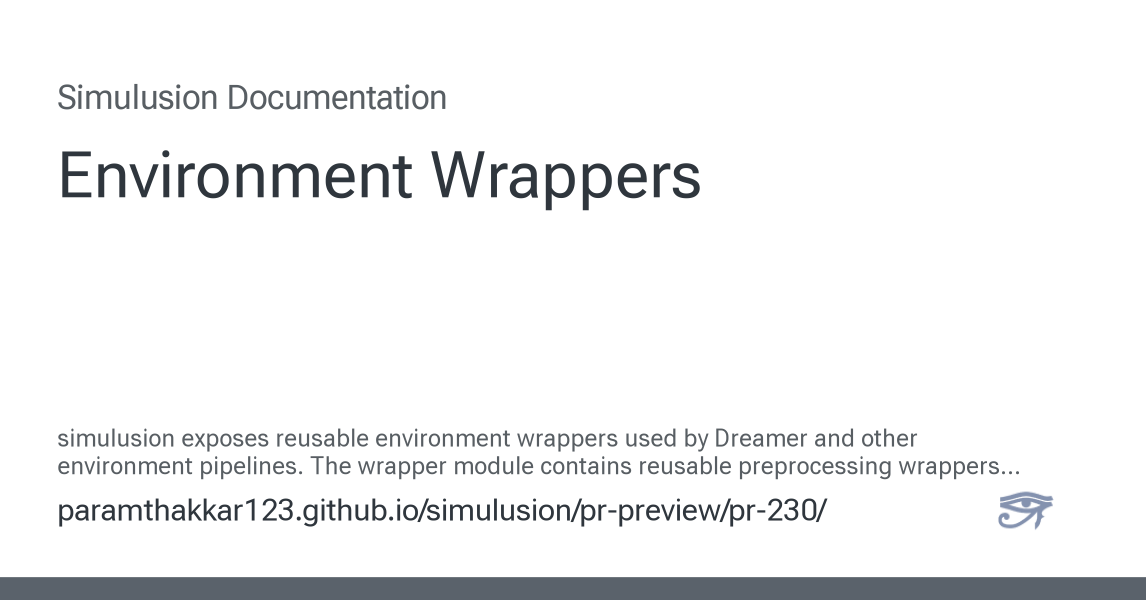 Simulusion Documentation
Environment Wrappers
simulusion exposes reusable environment wrappers used by Dreamer and other
environment pipelines. The wrapper module contains reusable preprocessing wrappers...
paramthakkar123.github.io/simulusion/pr-preview/pr-230/